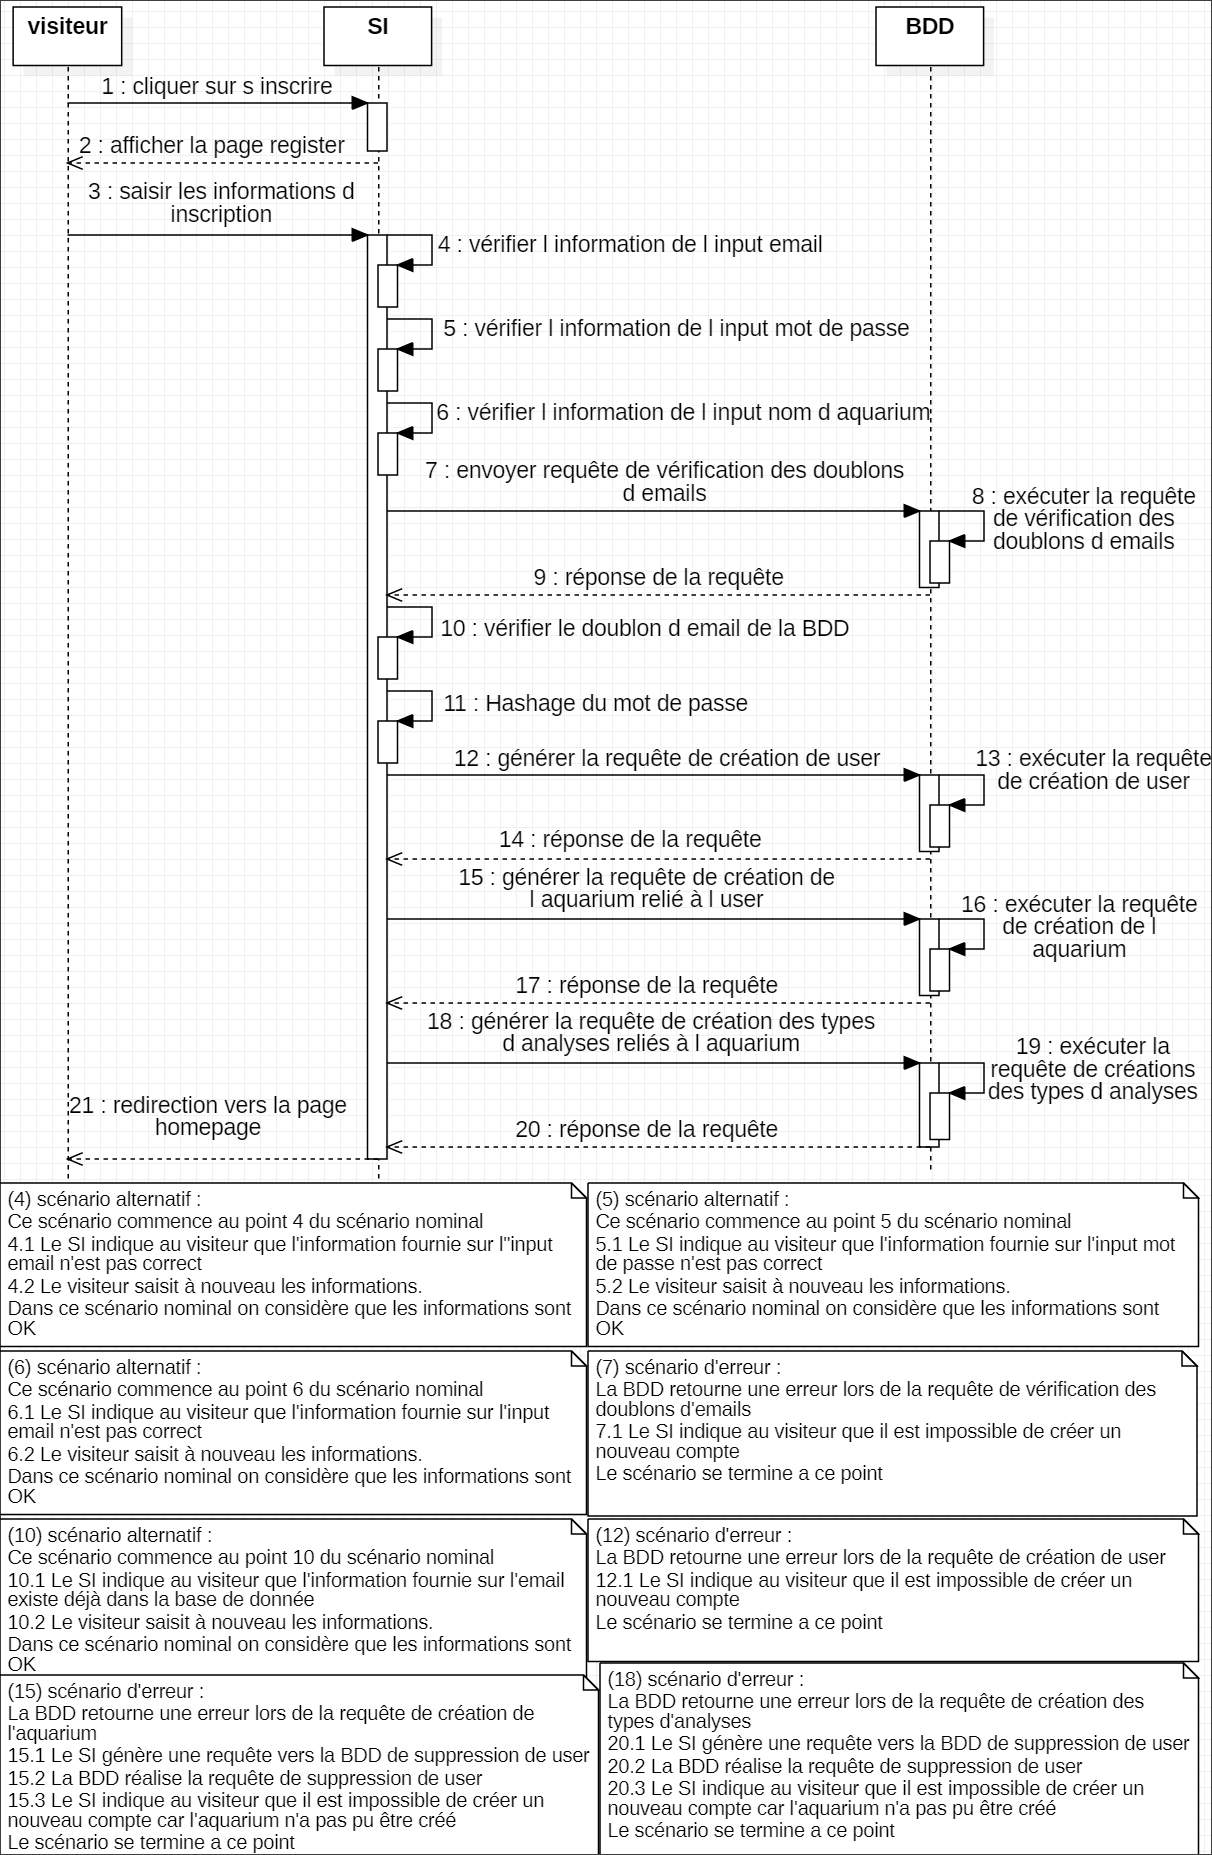 visiteur
SI
BDD
1 : cliquer sur s inscrire
2 : afficher la page register
3 : saisir les informations d
inscription
4 : vérifier l information de l input email
5 : vérifier l information de l input mot de passe
6 : vérifier l information de l input nom d aquarium
7 : envoyer requête de vérification des doublons
d emails
8 : exécuter la requête
de vérification des
doublons d emails
9 : réponse de la requête
10 : vérifier le doublon d email de la BDD
11 : Hashage du mot de passe
12 : générer la requête de création de user
13 : exécuter la requête
de création de user
14 : réponse de la requête
15 : générer la requête de création de
l aquarium relié à l user
16 : exécuter la requête
de création de l
aquarium
17 : réponse de la requête
18 : générer la requête de création des types
d analyses reliés à l aquarium
19 : exécuter la
requête de créations
des types d analyses
20 : réponse de la requête
21 : redirection vers la page
homepage
(4) scénario alternatif :
Ce scénario commence au point 4 du scénario nominal
4.1 Le SI indique au visiteur que l'information fournie sur l''input
email n'est pas correct
4.2 Le visiteur saisit à nouveau les informations.
Dans ce scénario nominal on considère que les informations sont
OK
(5) scénario alternatif :
Ce scénario commence au point 5 du scénario nominal
5.1 Le SI indique au visiteur que l'information fournie sur l'input mot
de passe n'est pas correct
5.2 Le visiteur saisit à nouveau les informations.
Dans ce scénario nominal on considère que les informations sont
OK
(6) scénario alternatif :
Ce scénario commence au point 6 du scénario nominal
6.1 Le SI indique au visiteur que l'information fournie sur l'input
email n'est pas correct
6.2 Le visiteur saisit à nouveau les informations.
Dans ce scénario nominal on considère que les informations sont
OK
(7) scénario d'erreur :
La BDD retourne une erreur lors de la requête de vérification des
doublons d'emails
7.1 Le SI indique au visiteur que il est impossible de créer un
nouveau compte
Le scénario se termine a ce point
(10) scénario alternatif :
Ce scénario commence au point 10 du scénario nominal
10.1 Le SI indique au visiteur que l'information fournie sur l'email
existe déjà dans la base de donnée
10.2 Le visiteur saisit à nouveau les informations.
Dans ce scénario nominal on considère que les informations sont
OK
(12) scénario d'erreur :
La BDD retourne une erreur lors de la requête de création de user
12.1 Le SI indique au visiteur que il est impossible de créer un
nouveau compte
Le scénario se termine a ce point
(15) scénario d'erreur :
La BDD retourne une erreur lors de la requête de création de
l'aquarium
15.1 Le SI génère une requête vers la BDD de suppression de user
15.2 La BDD réalise la requête de suppression de user
15.3 Le SI indique au visiteur que il est impossible de créer un
nouveau compte car l'aquarium n'a pas pu être créé
Le scénario se termine a ce point
(18) scénario d'erreur :
La BDD retourne une erreur lors de la requête de création des
types d'analyses
20.1 Le SI génère une requête vers la BDD de suppression de user
20.2 La BDD réalise la requête de suppression de user
20.3 Le SI indique au visiteur que il est impossible de créer un
nouveau compte car l'aquarium n'a pas pu être créé
Le scénario se termine a ce point